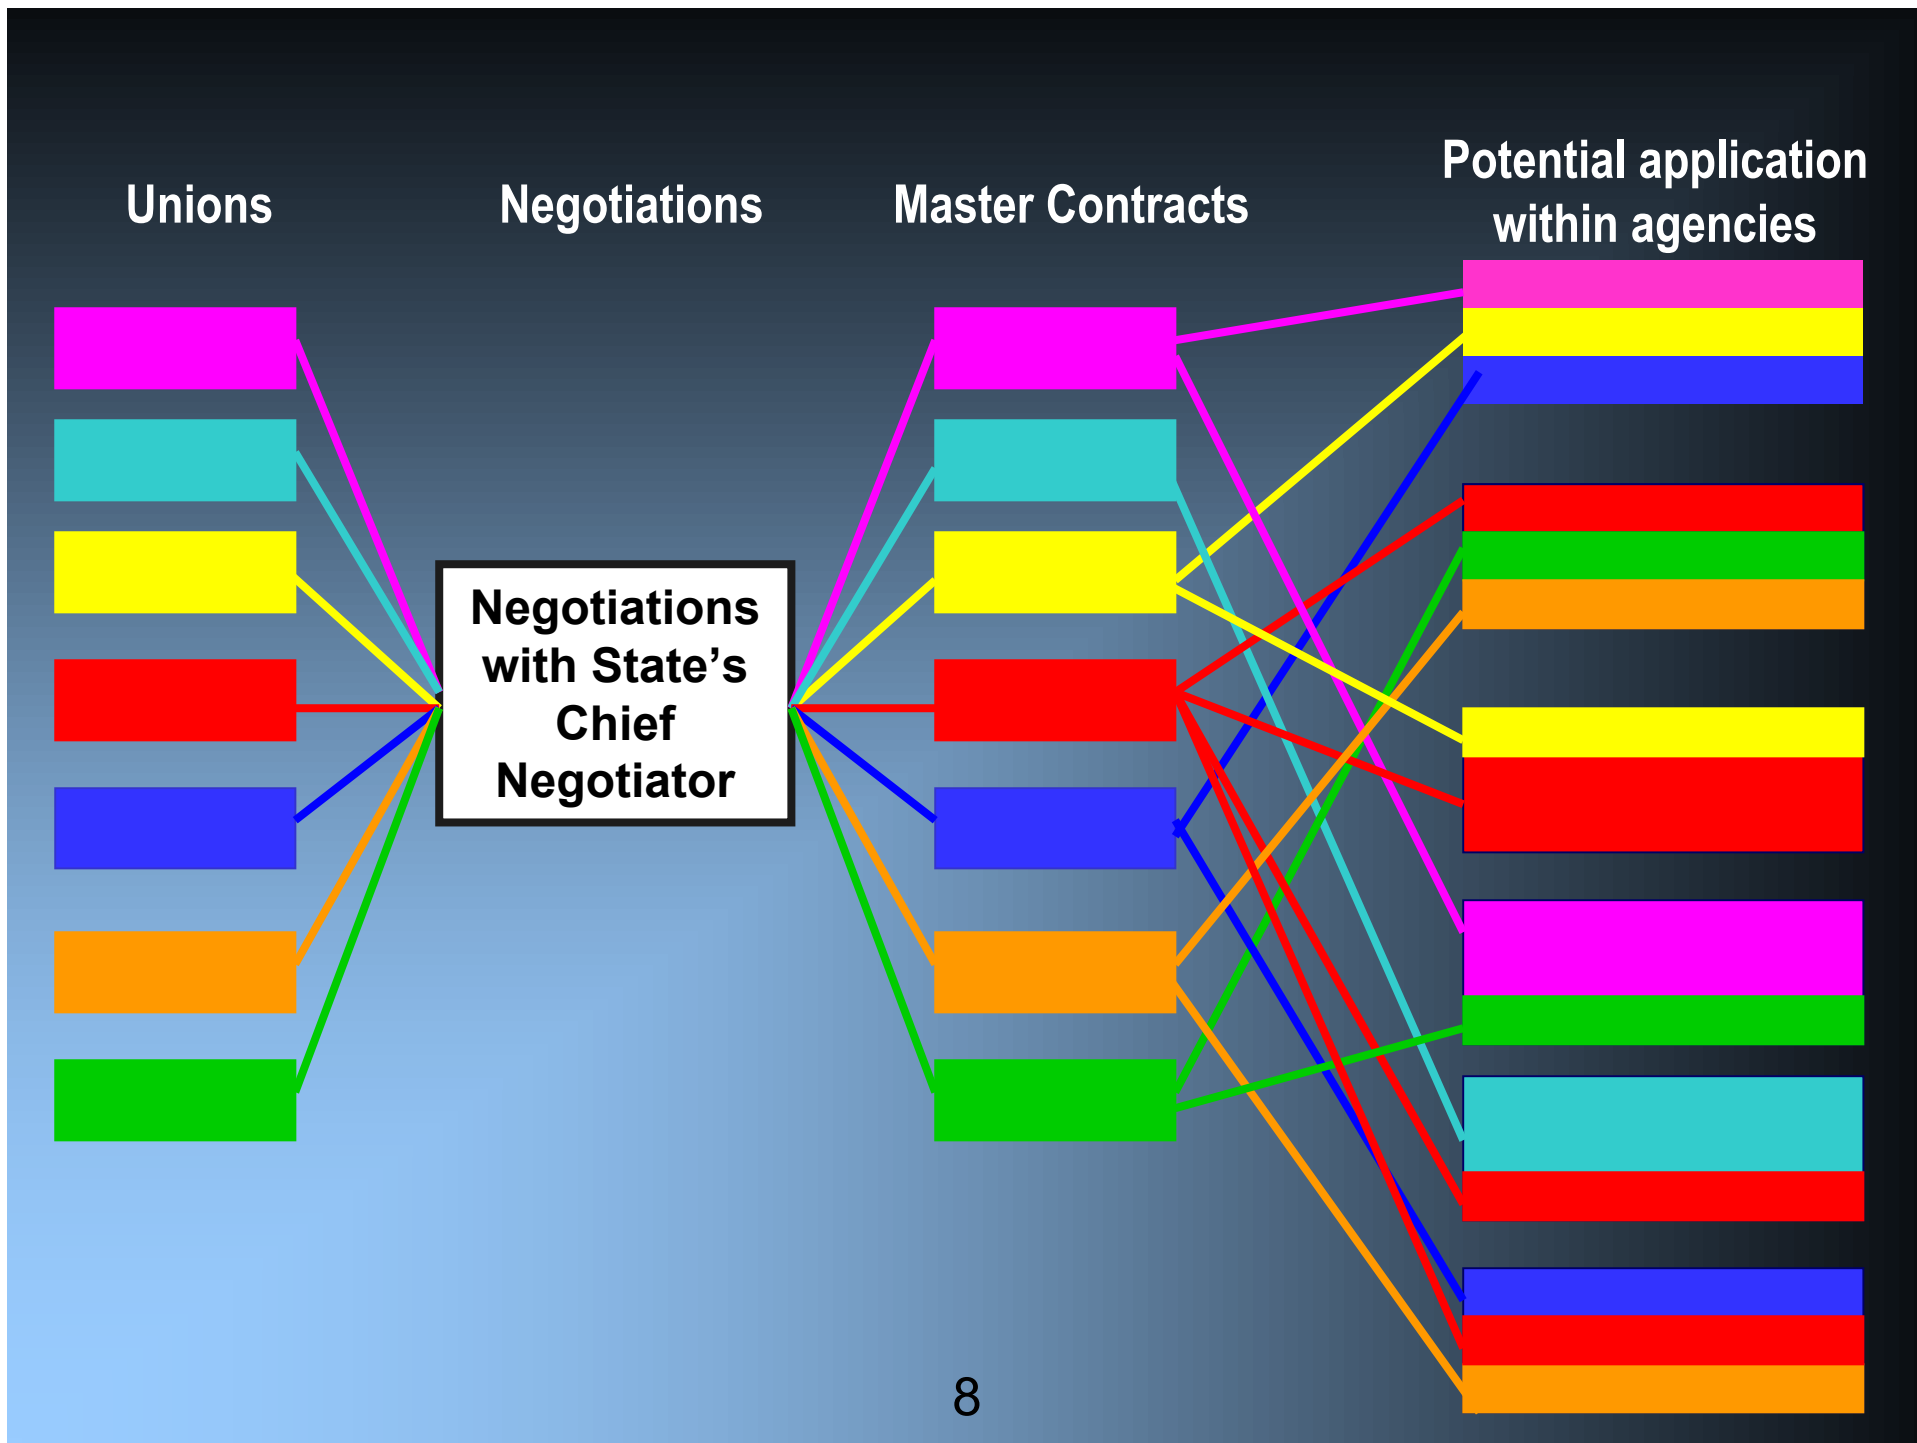 Unions
Negotiations
Master Contracts
Potential application
within agencies
Negotiations
with State’s
Chief
Negotiator
8